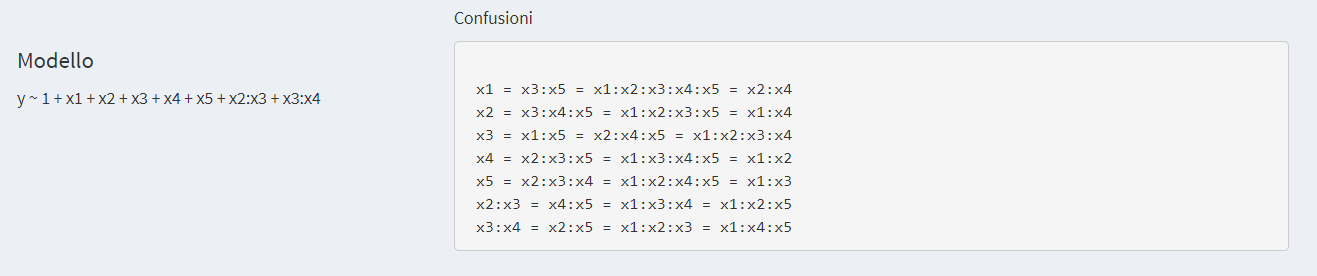 Confusioni
Modello
y ~ 1 + x1 + x2 + x3 + x4 + x5 + x2:x3 + x3:x4
x1 = x3:x5 = x1:x2:x3:x4:x5 = x2:x4
x2 = x3:x4:x5 = x1:x2:x3:x5 = x1:x4
x3 = x1:x5 = x2:x4:x5 = x1:x2:x3:x4
x4 = x2:x3:x5 = x1:x3:x4:x5 = x1:x2
x5 = x2:x3:x4 = x1:x2:x4:x5 = x1:x3
x2:x3 = x4:x5 = x1:x3:x4 = x1:x2:x5
x3:x4 = x2:x5 = x1:x2:x3 = x1:x4:x5